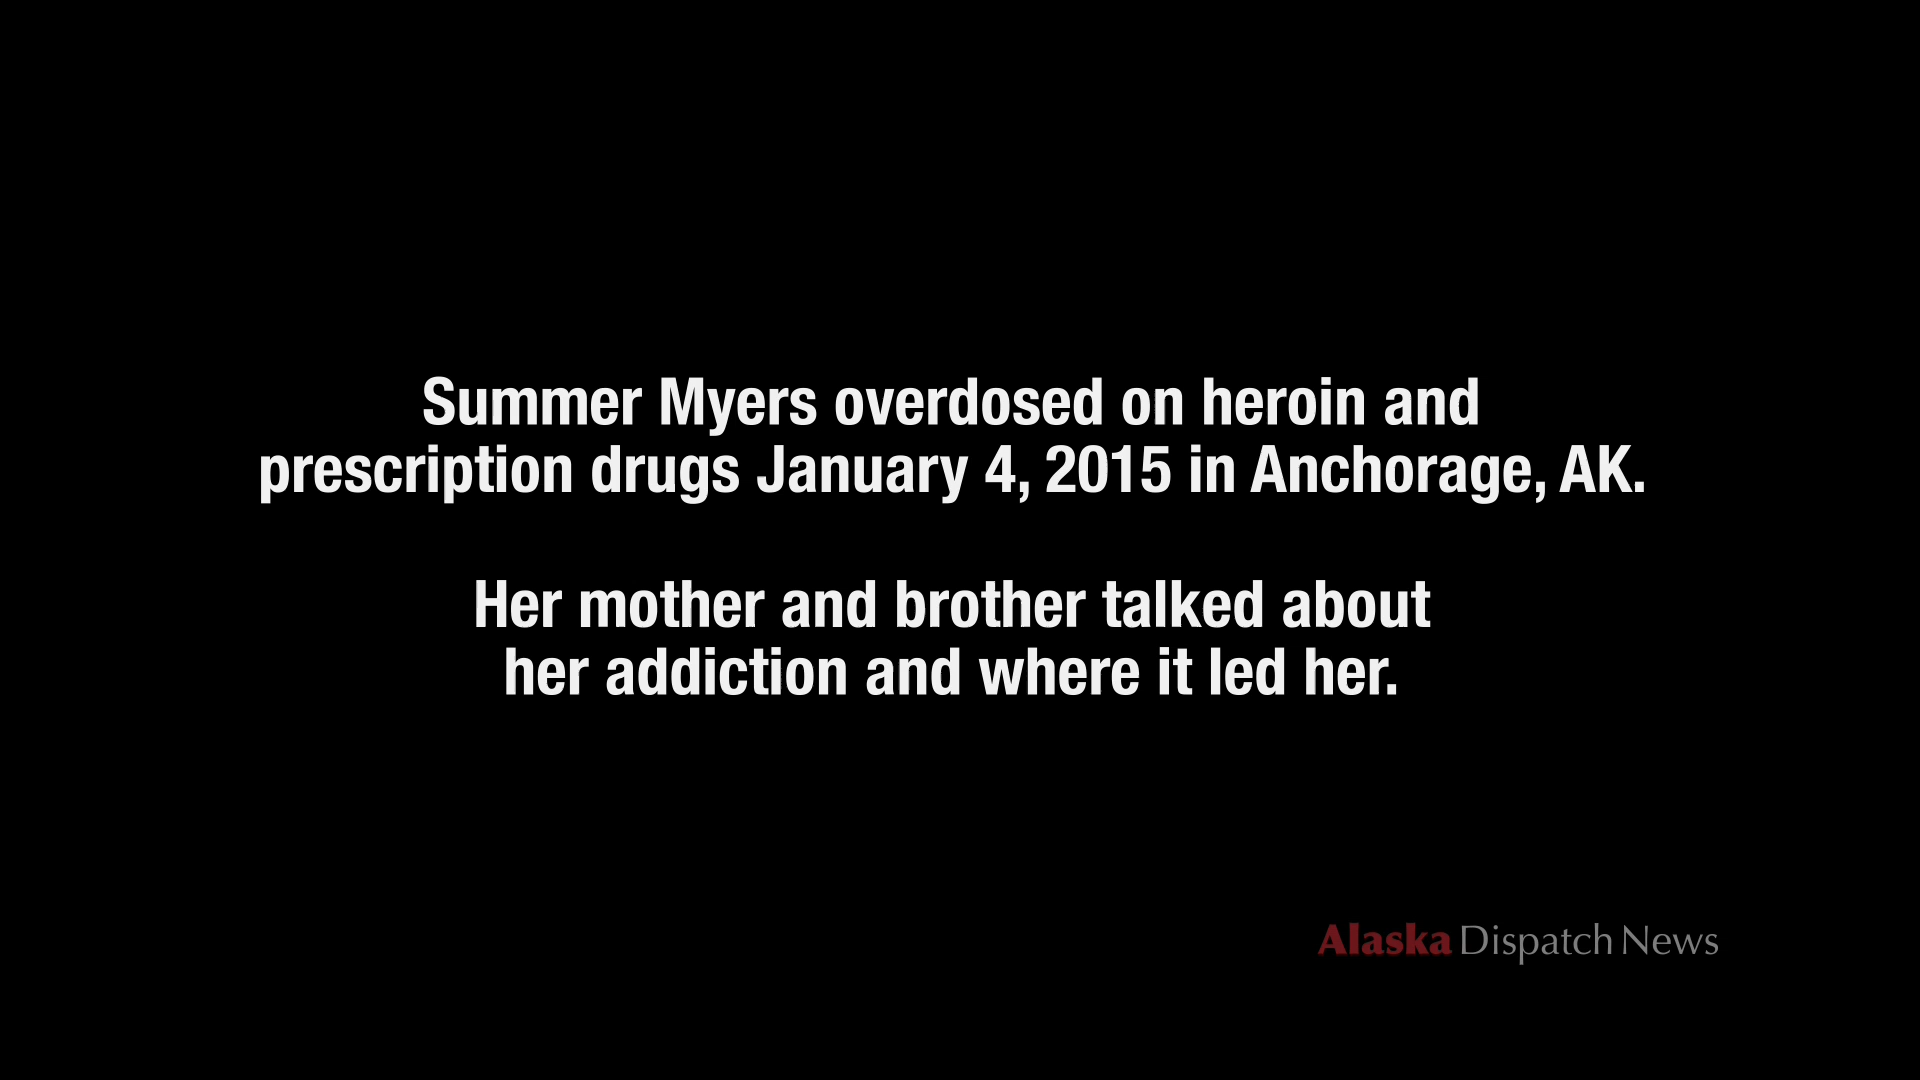 Summer Myers overdosed on heroin and
prescription drugs January 4, 2015 in Anchorage, AK.
Her mother and brother talked about
her addiction and where it led her.
Alaska Dispatch News